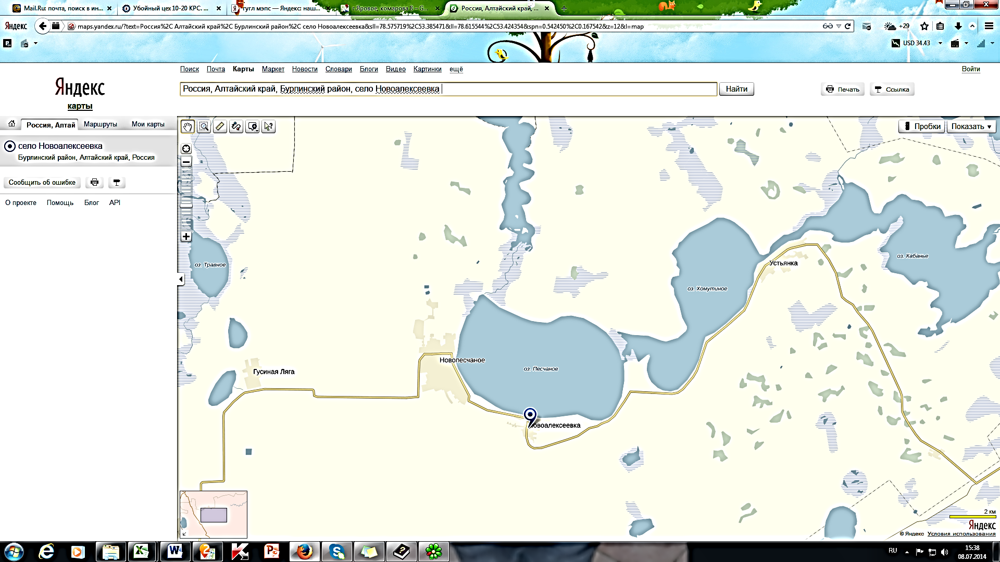 Mail.Ru: почта, поиск в ин...
Убойный цех 10-20 КРС. ...
гугл мэпс — Яндекс: наш...
г.Яровое, комарова 8 – G...
Россия, Алтайский край, ...
Яндекс
maps.yandex.ru/?text=Россия%2C Алтайский край%2C Бурлинский район%2C село Новоалексеевка&sll=78.575719%2C53.385471&ll=78.615544%2C53.424354&spn=0.542450%2C0.167542&z=12&l=map
+29
USD 34.43
Поиск Почта Карты Маркет Новости Словари Блоги Видео Картинки ещё
Войти
Яндекс
карты
Россия, Алтайский край, Бурлинский район, село Новоалексеевка
Найти
Печать
Ссылка
Россия, Алтай
Маршруты
Мои карты
село Новоалексеевка
Бурлинский район, Алтайский край, Россия
Сообщить об ошибке
О проекте Помощь Блог API
Пробки
Показать
оз. Травное
оз. Кабанье
Устьянка
оз. Хомутиное
Новопесчаное
оз. Песчаное
Гусиная Ляга
Новоалексеевка
2 км
Яндекс
© Яндекс Условия использования
RU
15:38
08.07.2014